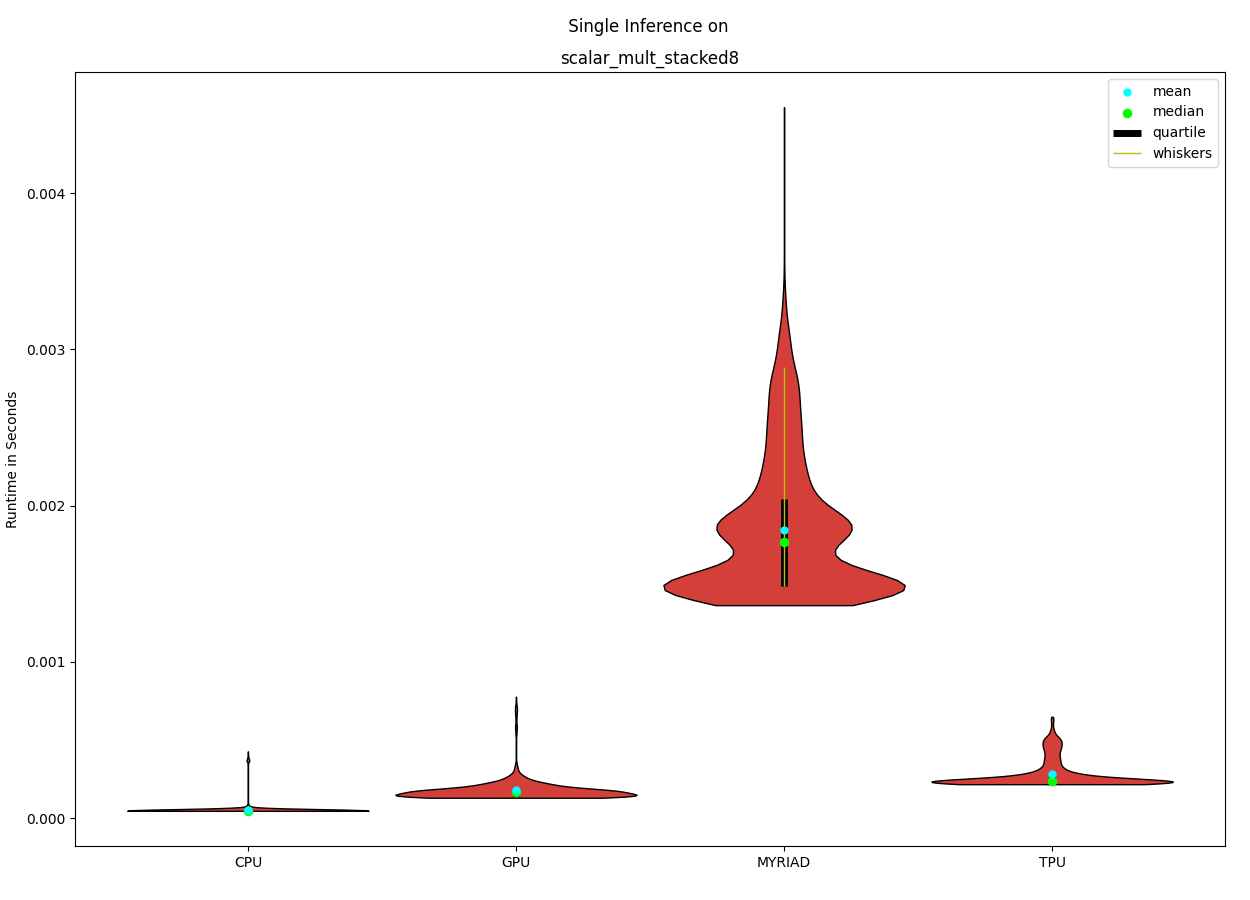 Single Inference on
scalar_mult_stacked8
mean
median
quartile
whiskers
0.004
0.003
0.002
0.001
0.000
Runtime in Seconds
CPU
GPU
MYRIAD
TPU